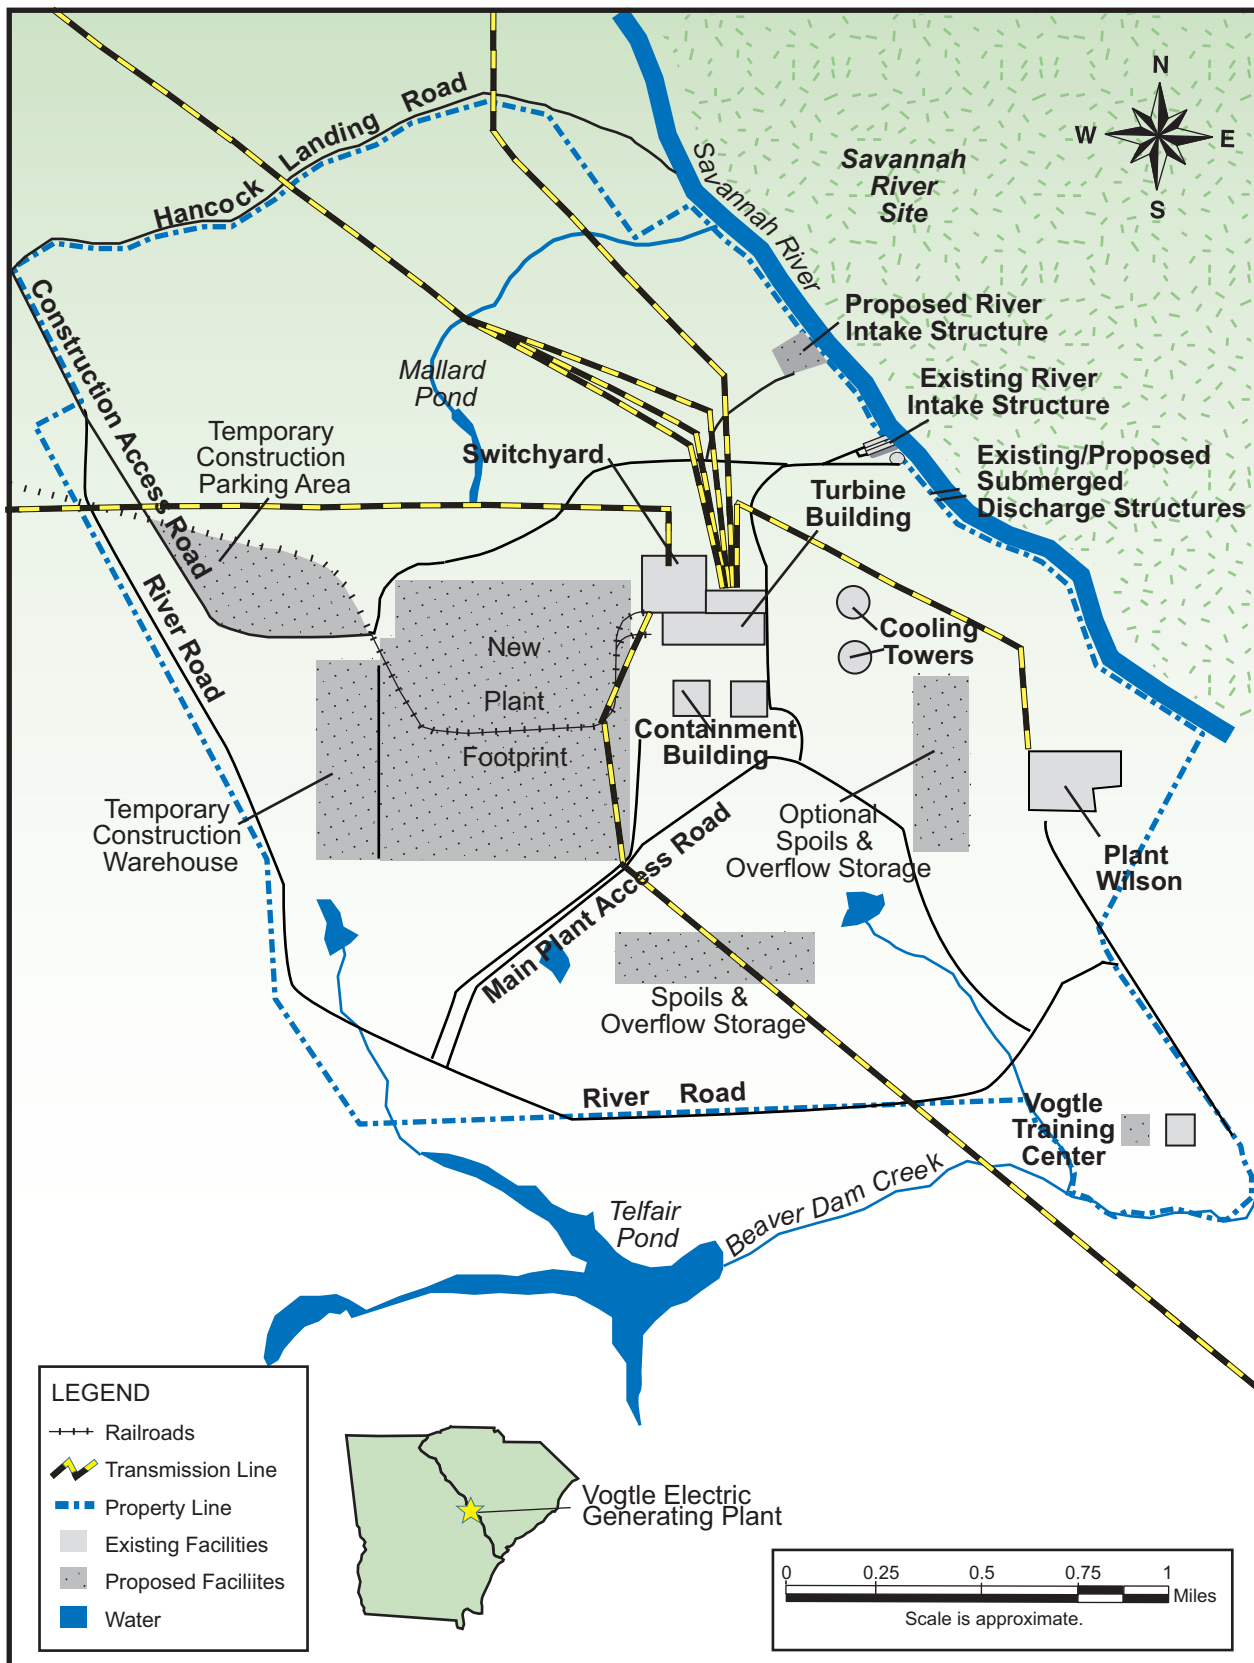 N
W
E
S
Hancock Landing Road
Savannah River
Savannah
River
Site
Construction Access Road
Proposed River
Intake Structure
Mallard
Pond
Existing River
Intake Structure
Temporary
Construction
Parking Area
Switchyard
Existing/Proposed
Submerged
Discharge Structures
Turbine
Building
River Road
New
Plant
Footprint
Cooling
Towers
Containment
Building
Temporary
Construction
Warehouse
Optional
Spoils &
Overflow Storage
Plant
Wilson
Main Plant Access Road
Spoils &
Overflow Storage
River Road
Vogtle
Training
Center
Telfair
Pond
Beaver Dam Creek
LEGEND
Railroads
Transmission Line
Property Line
Existing Facilities
Proposed Faciliites
Water
Vogtle Electric
Generating Plant
0 0.25 0.5 0.75 1
Miles
Scale is approximate.